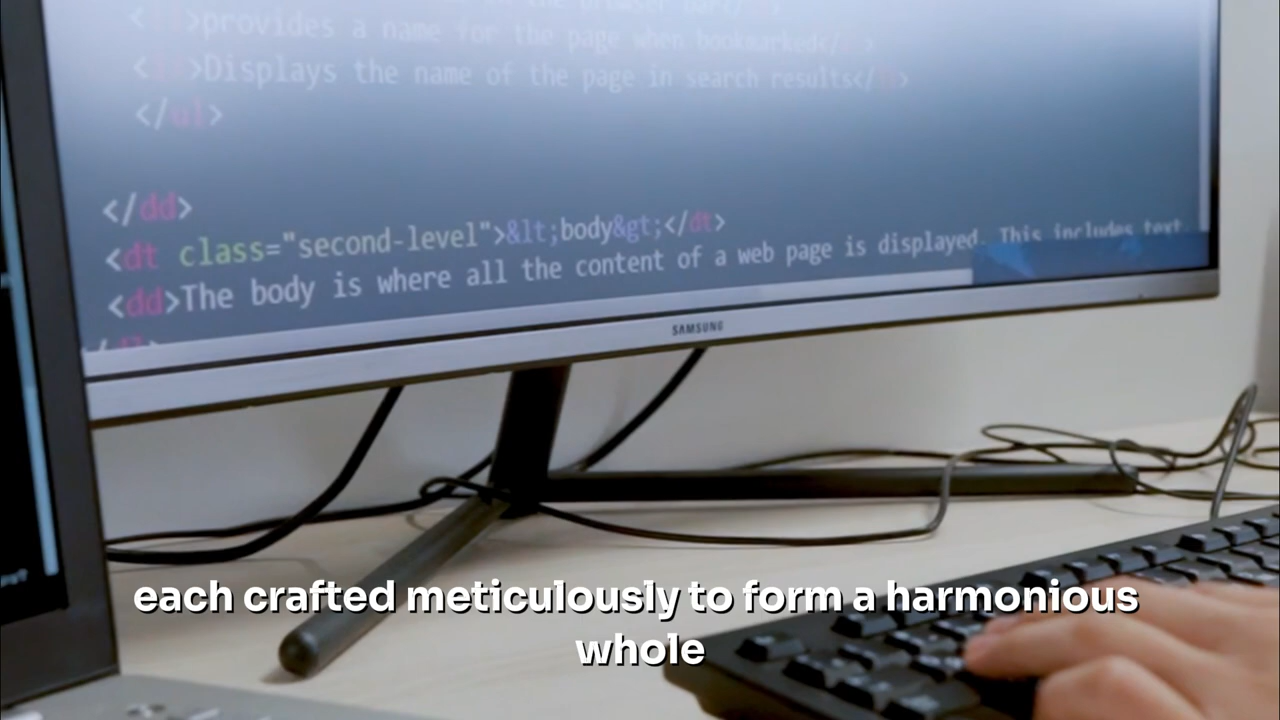 provides a name for the page when bookmarked</
<  >Displays the name of the page in search results</  >
</ul>
</dd>
<dt class="second-level">&lt;body&gt;</dt>
<dd>The body is where all the content of a web page is displayed. This includes text,
SAMSUNG
each crafted meticulously to form a harmonious
whole